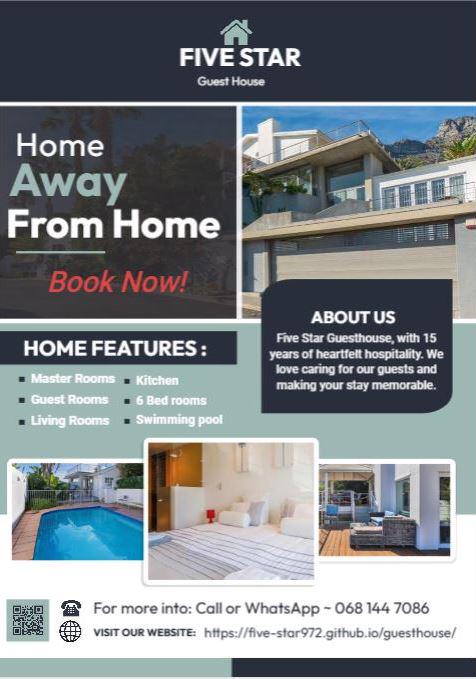 FIVE STAR
Guest House
Home
Away
From Home
Book Now!
ABOUT US
Five Star Guesthouse, with 15
years of heartfelt hospitality. We
love caring for our guests and
making your stay memorable.
HOME FEATURES :
Master Rooms
Guest Rooms
Living Rooms
Kitchen
6 Bed rooms
Swimming pool
For more into: Call or WhatsApp ~ 068 144 7086
VISIT OUR WEBSITE: https://five-star972.github.io/guesthouse/